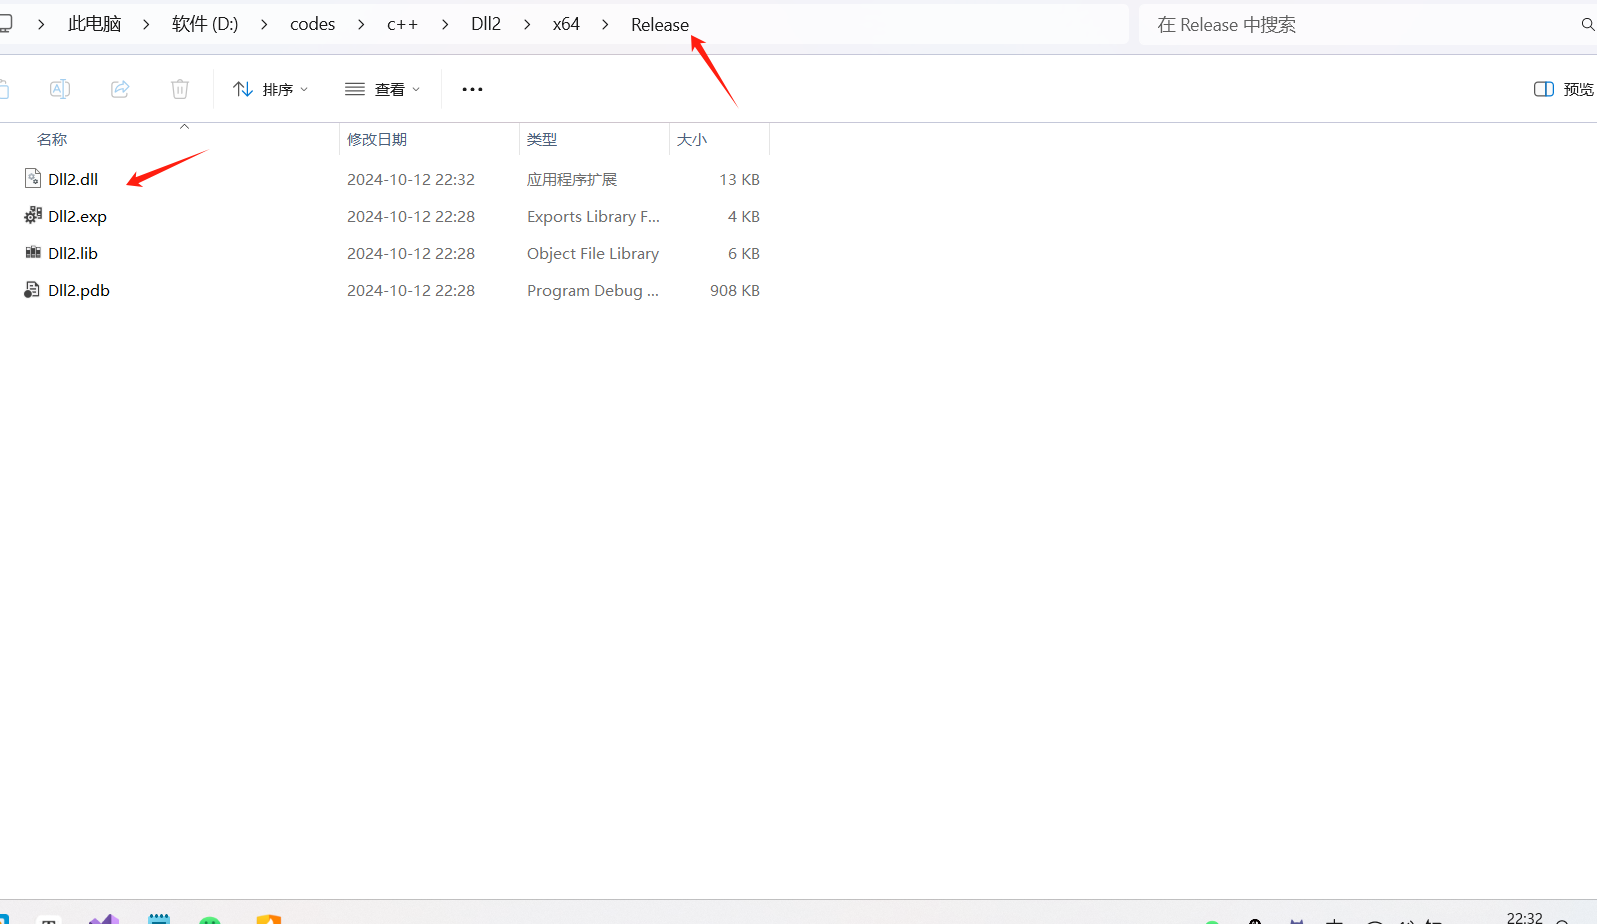 此电脑 > 软件 (D:) > codes > c++ > Dll2 > x64 > Release
在 Release 中搜索
排序 查看 ••• 预览
名称 修改日期 类型 大小
Dll2.dll 2024-10-12 22:32 应用程序扩展 13 KB
Dll2.exp 2024-10-12 22:28 Exports Library F... 4 KB
Dll2.lib 2024-10-12 22:28 Object File Library 6 KB
Dll2.pdb 2024-10-12 22:28 Program Debug ... 908 KB
22:32